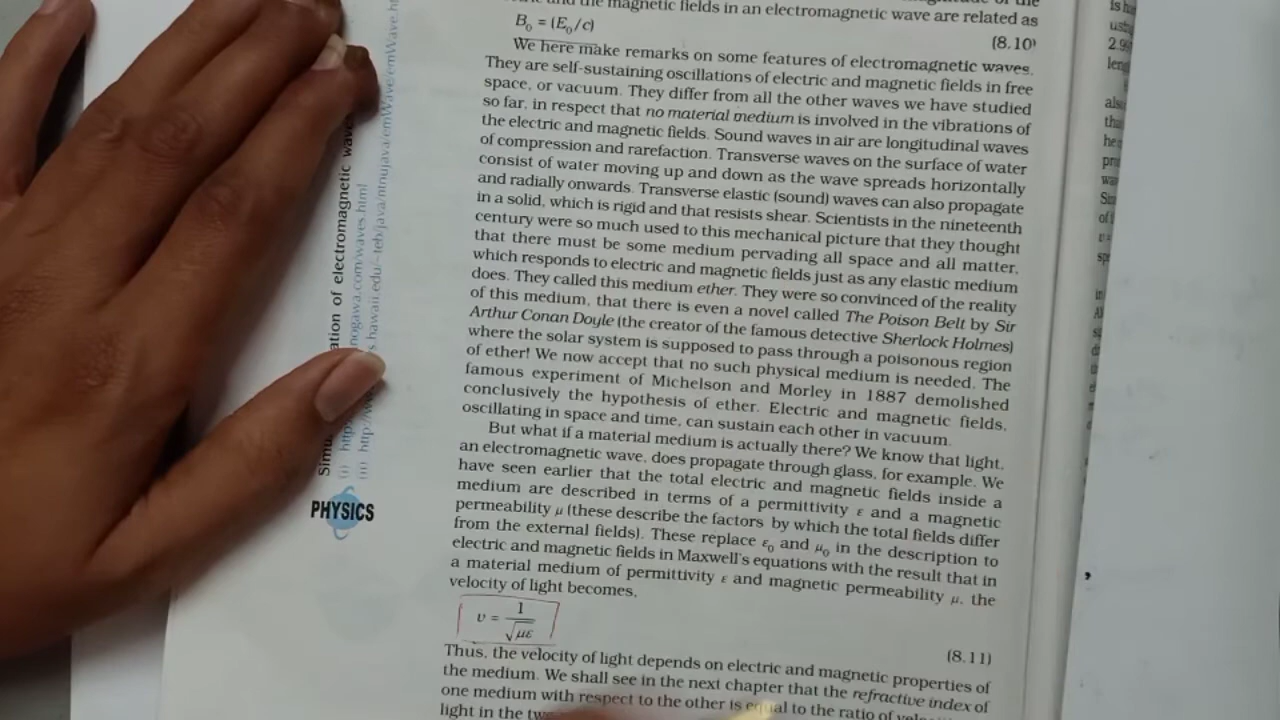 and the magnetic fields in an electromagnetic wave are related as
B₀ = (E₀/c)
(8.10)
We here make remarks on some features of electromagnetic waves.
They are self-sustaining oscillations of electric and magnetic fields in free
space, or vacuum. They differ from all the other waves we have studied
so far, in respect that no material medium is involved in the vibrations of
the electric and magnetic fields. Sound waves in air are longitudinal waves
of compression and rarefaction. Transverse waves on the surface of water
consist of water moving up and down as the wave spreads horizontally
and radially onwards. Transverse elastic (sound) waves can also propagate
in a solid, which is rigid and that resists shear. Scientists in the nineteenth
century were so much used to this mechanical picture that they thought
that there must be some medium pervading all space and all matter,
which responds to electric and magnetic fields just as any elastic medium
does. They called this medium ether. They were so convinced of the reality
of this medium, that there is even a novel called The Poison Belt by Sir
Arthur Conan Doyle (the creator of the famous detective Sherlock Holmes)
where the solar system is supposed to pass through a poisonous region
of ether! We now accept that no such physical medium is needed. The
famous experiment of Michelson and Morley in 1887 demolished
conclusively the hypothesis of ether. Electric and magnetic fields,
oscillating in space and time, can sustain each other in vacuum.
But what if a material medium is actually there? We know that light,
an electromagnetic wave, does propagate through glass, for example. We
have seen earlier that the total electric and magnetic fields inside a
medium are described in terms of a permittivity ε and a magnetic
permeability μ (these describe the factors by which the total fields differ
from the external fields). These replace ε₀ and μ₀ in the description to
electric and magnetic fields in Maxwell's equations with the result that in
a material medium of permittivity ε and magnetic permeability μ, the
velocity of light becomes,
υ = 1/√με
(8.11)
Thus, the velocity of light depends on electric and magnetic properties of
the medium. We shall see in the next chapter that the refractive index of
one medium with respect to the other is equal to the ratio of
light in the
ation of electromagnetic waves
nogawa.com/waves.html
.hawaii.edu/~teb/java/ntnujava/emWave/emWave.h
(i) http
(ii) http://w
PHYSICS